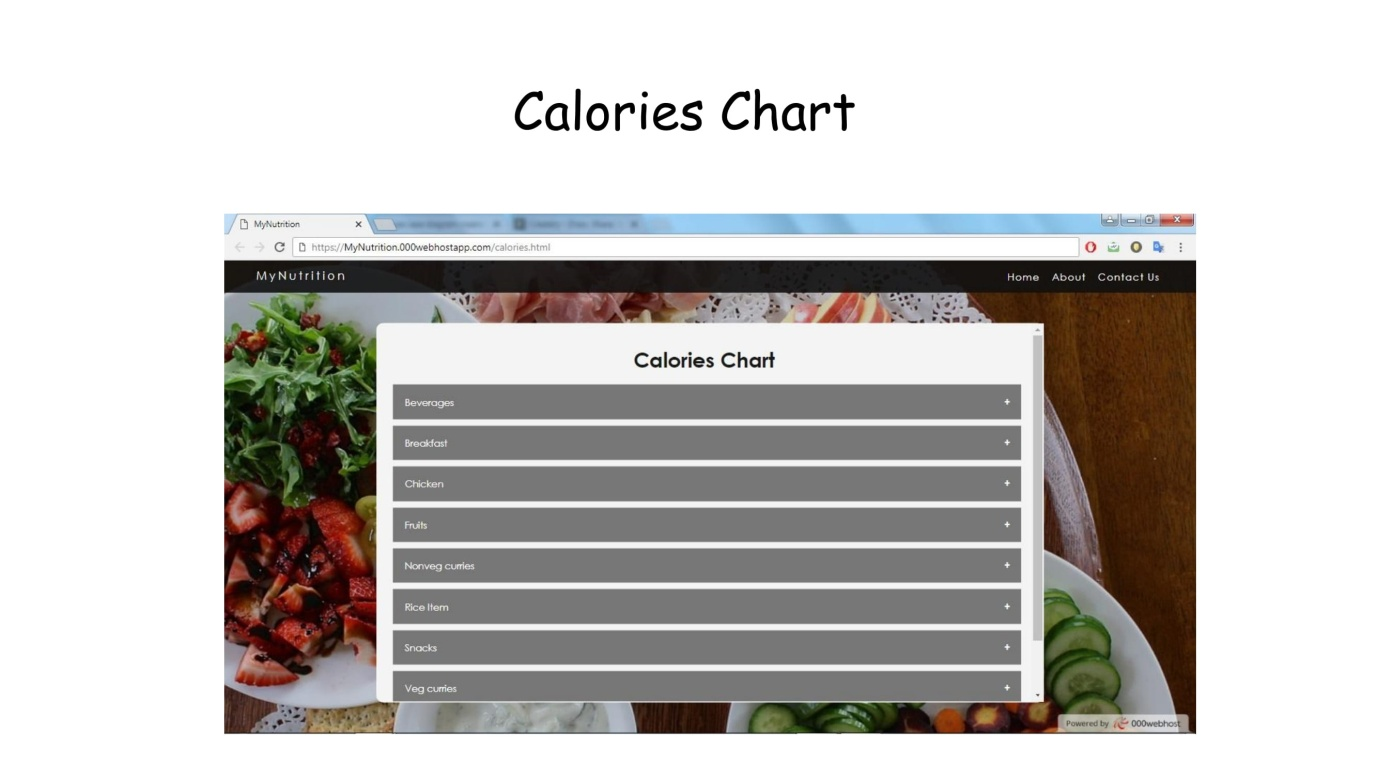 Calories Chart
MyNutrition
https://MyNutrition.000webhostapp.com/calories.html
MyNutrition Home About Contact Us
Calories Chart
Beverages +
Breakfast +
Chicken +
Fruits +
Nonveg curries +
Rice Item +
Snacks +
Veg curries +
Powered by 000webhost